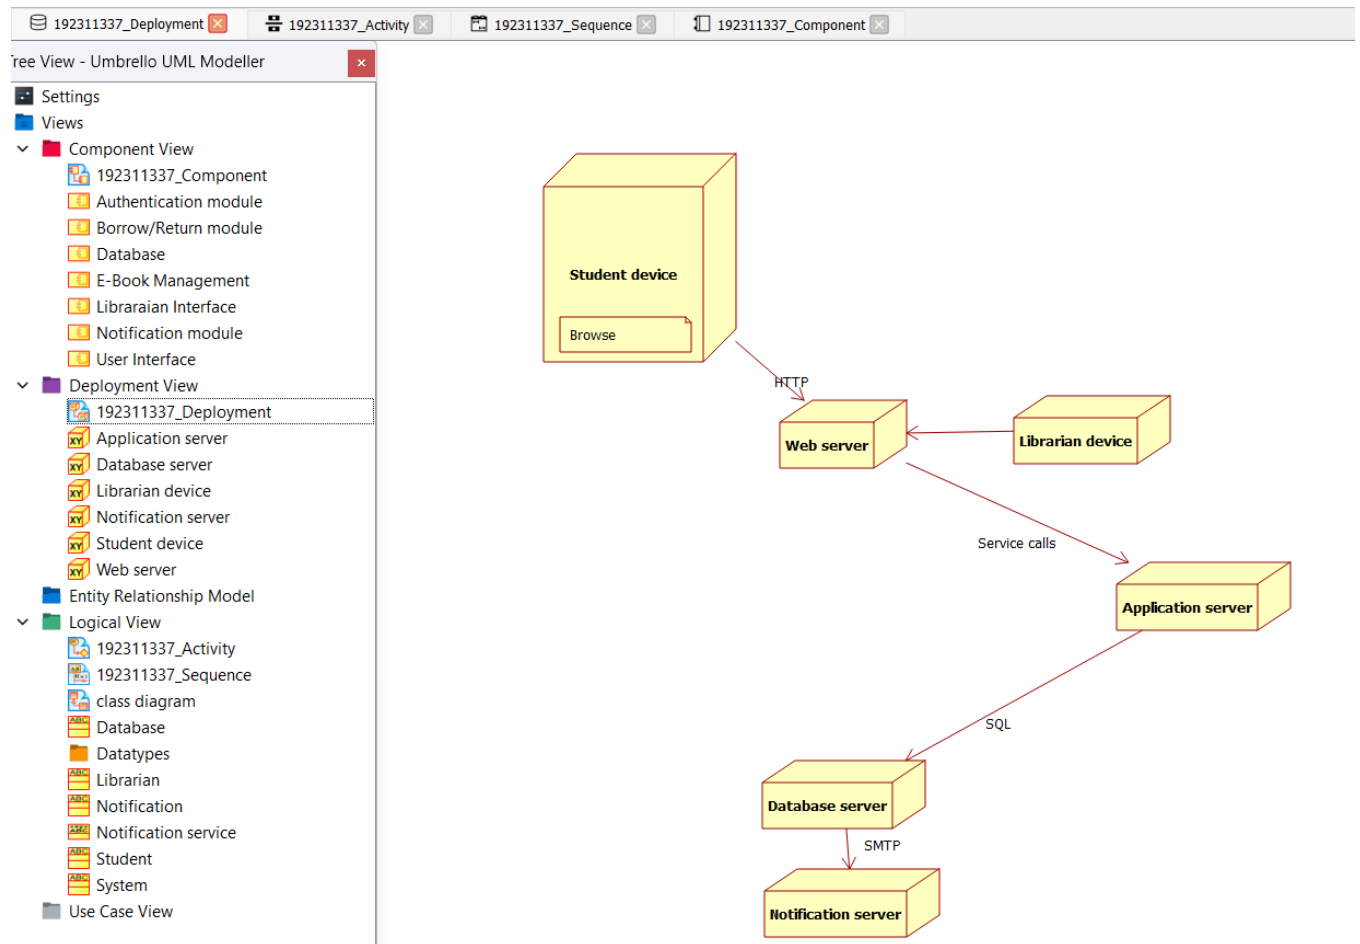 192311337_Deployment
192311337_Activity
192311337_Sequence
192311337_Component
Tree View - Umbrello UML Modeller
Settings
Views
Component View
192311337_Component
Authentication module
Borrow/Return module
Database
E-Book Management
Libraraian Interface
Notification module
User Interface
Deployment View
192311337_Deployment
Application server
Database server
Librarian device
Notification server
Student device
Web server
Entity Relationship Model
Logical View
192311337_Activity
192311337_Sequence
class diagram
Database
Datatypes
Librarian
Notification
Notification service
Student
System
Use Case View
Student device
Browse
HTTP
Web server
Librarian device
Service calls
Application server
SQL
Database server
SMTP
Notification server